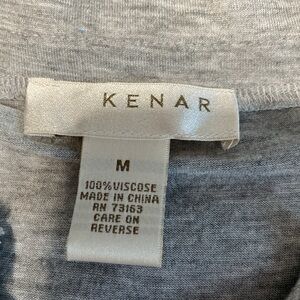 KENAR
M
100% VISCOSE
MADE IN CHINA
RN 73163
CARE ON
REVERSE